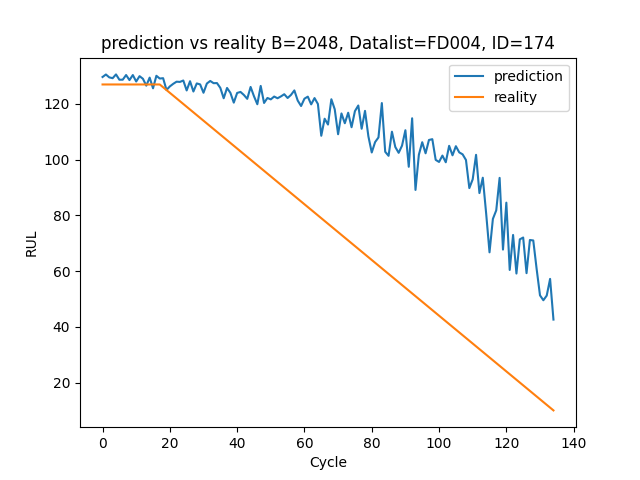 prediction vs reality B=2048, Datalist=FD004, ID=174
prediction
reality
RUL
120
100
80
60
40
20
0 20 40 60 80 100 120 140
Cycle